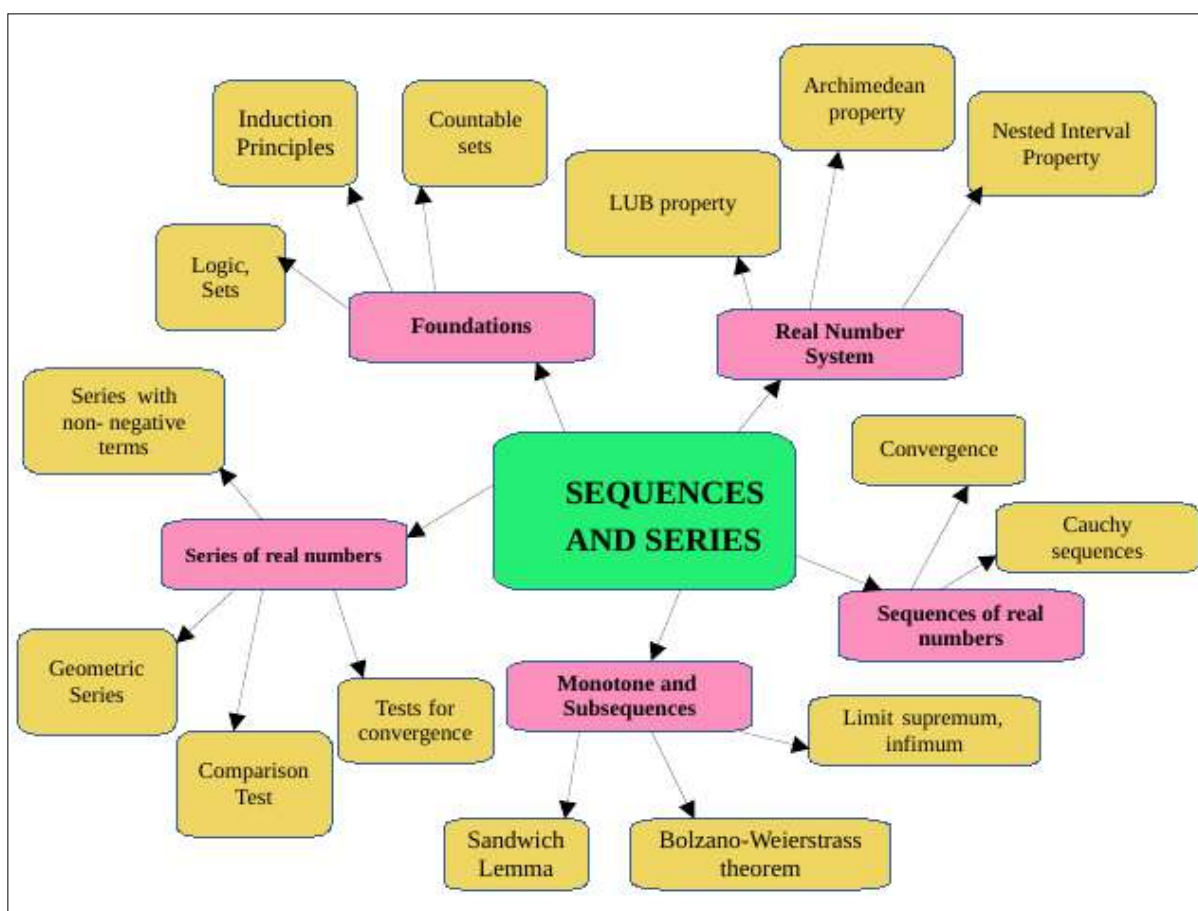 Induction
Principles
Countable
sets
Archimedean
property
Nested Interval
Property
LUB property
Logic,
Sets
Foundations
Real Number
System
Series with
non- negative
terms
SEQUENCES
AND SERIES
Convergence
Cauchy
sequences
Series of real numbers
Sequences of real
numbers
Geometric
Series
Tests for
convergence
Monotone and
Subsequences
Limit supremum,
infimum
Comparison
Test
Sandwich
Lemma
Bolzano-Weierstrass
theorem